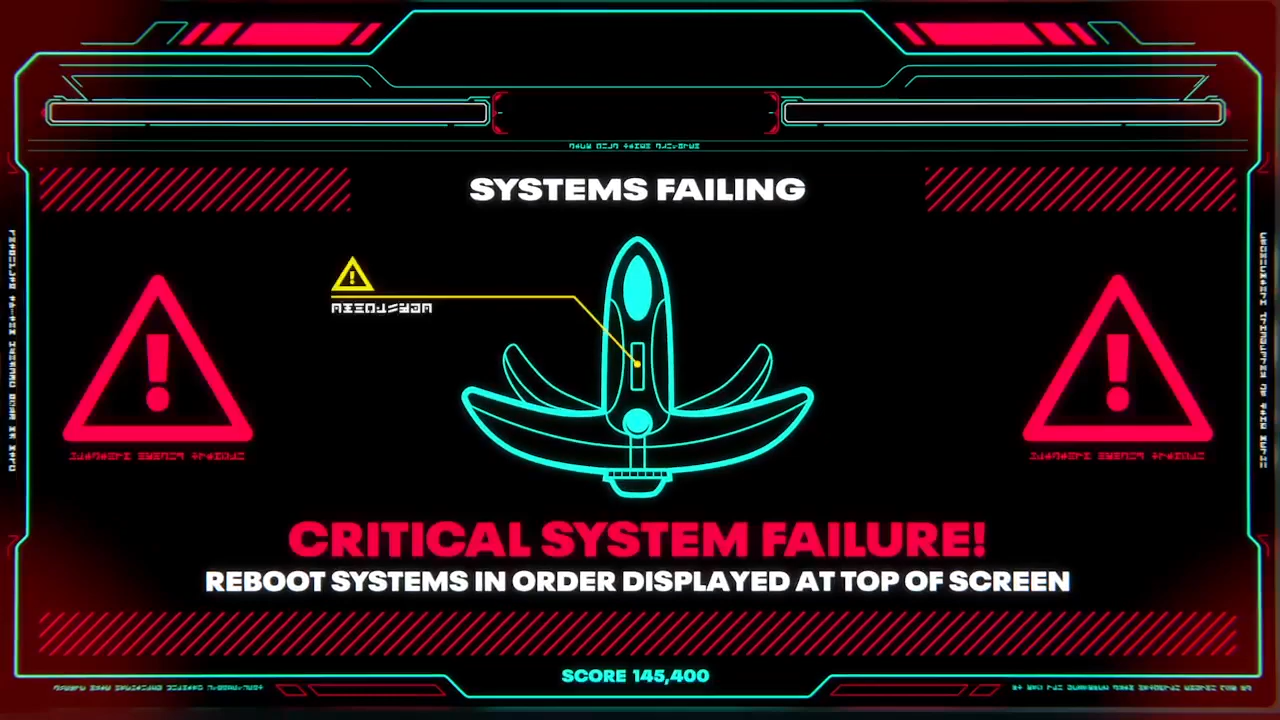 SYSTEMS FAILING
CRITICAL SYSTEM FAILURE!
REBOOT SYSTEMS IN ORDER DISPLAYED AT TOP OF SCREEN
SCORE 145,400